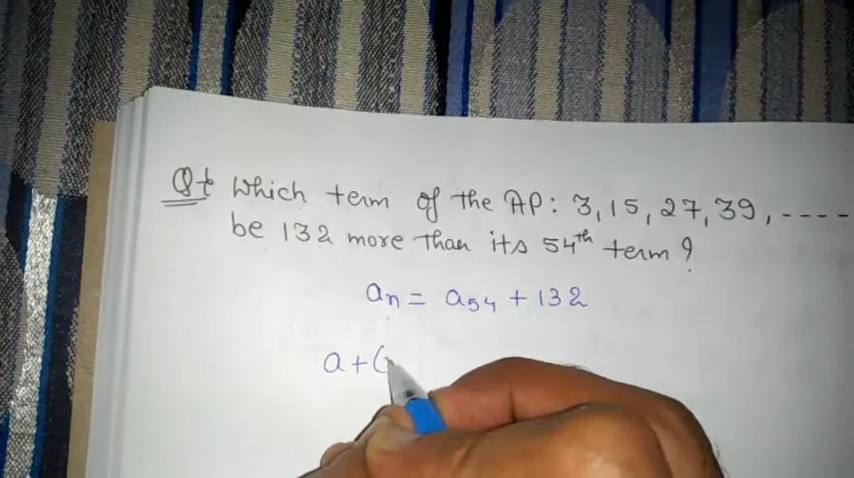 Qt Which term of the AP: 3, 15, 27, 39, ----
be 132 more than its 54th term?
an = a54 + 132
a + (